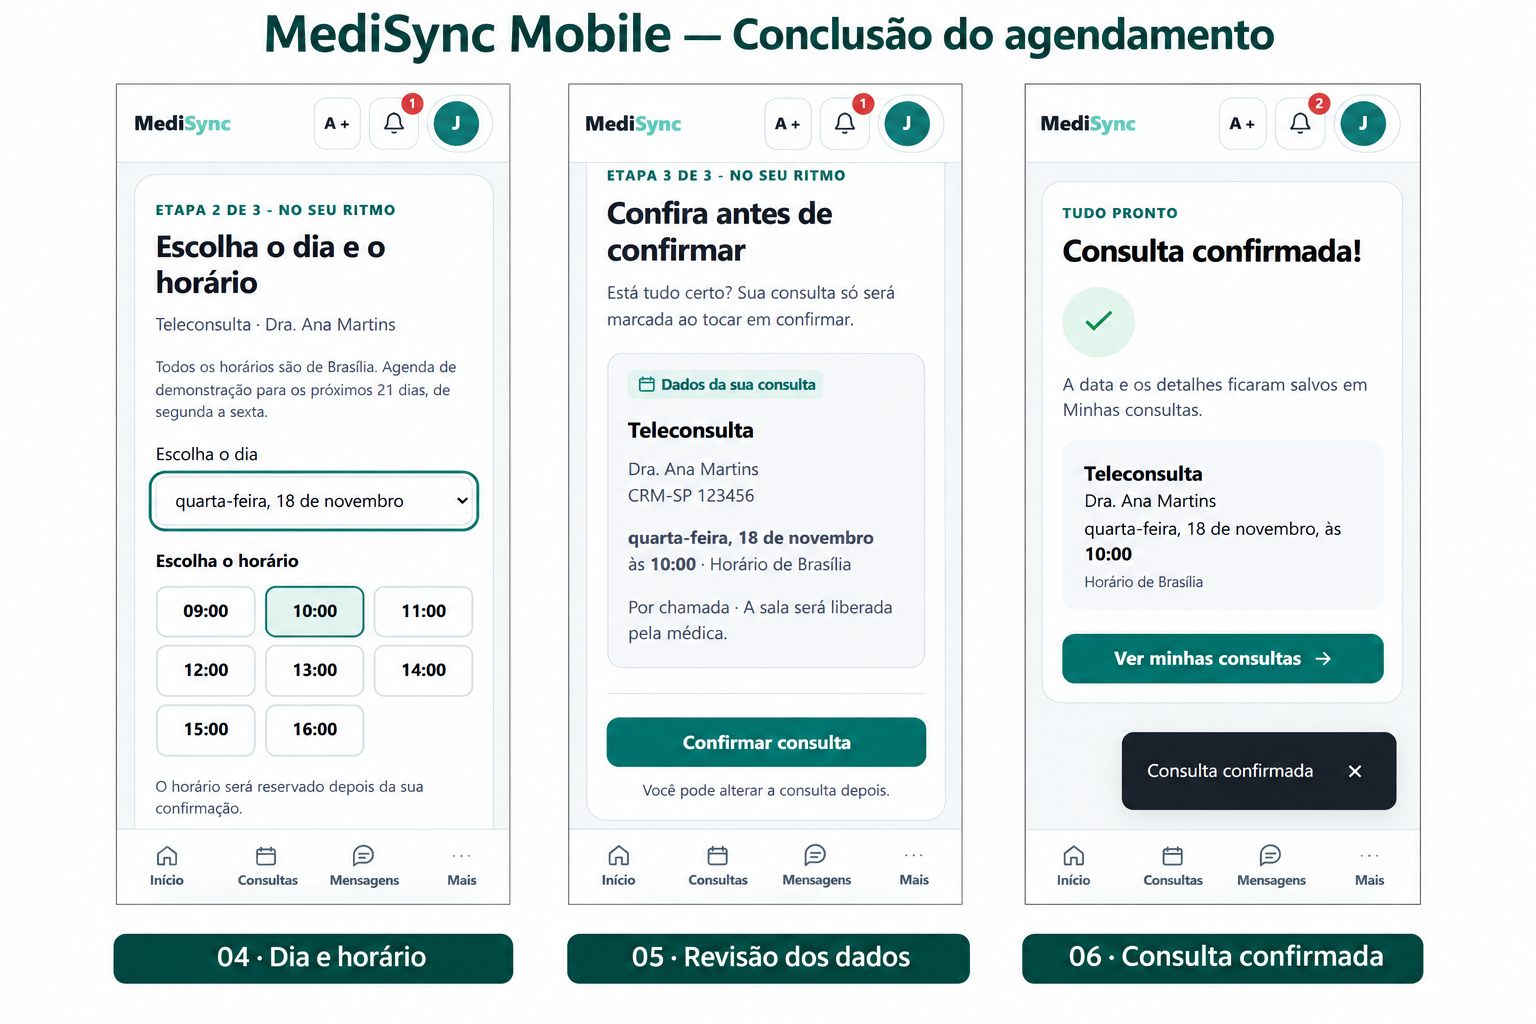 MediSync Mobile — Conclusão do agendamento
MediSync
A +
1
J
ETAPA 2 DE 3 - NO SEU RITMO
Escolha o dia e o
horário
Teleconsulta · Dra. Ana Martins
Todos os horários são de Brasília. Agenda de
demonstração para os próximos 21 dias, de
segunda a sexta.
Escolha o dia
quarta-feira, 18 de novembro
Escolha o horário
09:00 10:00 11:00
12:00 13:00 14:00
15:00 16:00
O horário será reservado depois da sua
confirmação.
Início Consultas Mensagens Mais
04 · Dia e horário
MediSync
A +
1
J
ETAPA 3 DE 3 - NO SEU RITMO
Confira antes de
confirmar
Está tudo certo? Sua consulta só será
marcada ao tocar em confirmar.
Dados da sua consulta
Teleconsulta
Dra. Ana Martins
CRM-SP 123456
quarta-feira, 18 de novembro
às 10:00 · Horário de Brasília
Por chamada · A sala será liberada
pela médica.
Confirmar consulta
Você pode alterar a consulta depois.
Início Consultas Mensagens Mais
05 · Revisão dos dados
MediSync
A +
2
J
TUDO PRONTO
Consulta confirmada!
A data e os detalhes ficaram salvos em
Minhas consultas.
Teleconsulta
Dra. Ana Martins
quarta-feira, 18 de novembro, às
10:00
Horário de Brasília
Ver minhas consultas →
Consulta confirmada ✕
Início Consultas Mensagens Mais
06 · Consulta confirmada